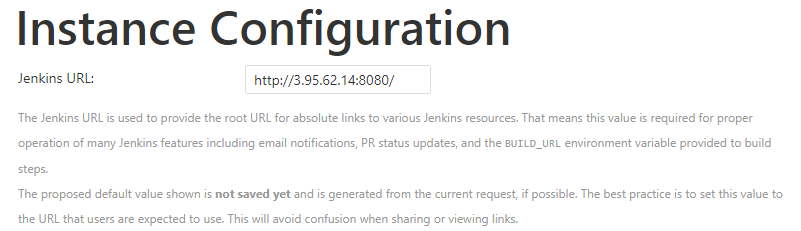 Instance Configuration
Jenkins URL:
http://3.95.62.14:8080/
The Jenkins URL is used to provide the root URL for absolute links to various Jenkins resources. That means this value is required for proper
operation of many Jenkins features including email notifications, PR status updates, and the BUILD_URL environment variable provided to build
steps.
The proposed default value shown is not saved yet and is generated from the current request, if possible. The best practice is to set this value to
the URL that users are expected to use. This will avoid confusion when sharing or viewing links.